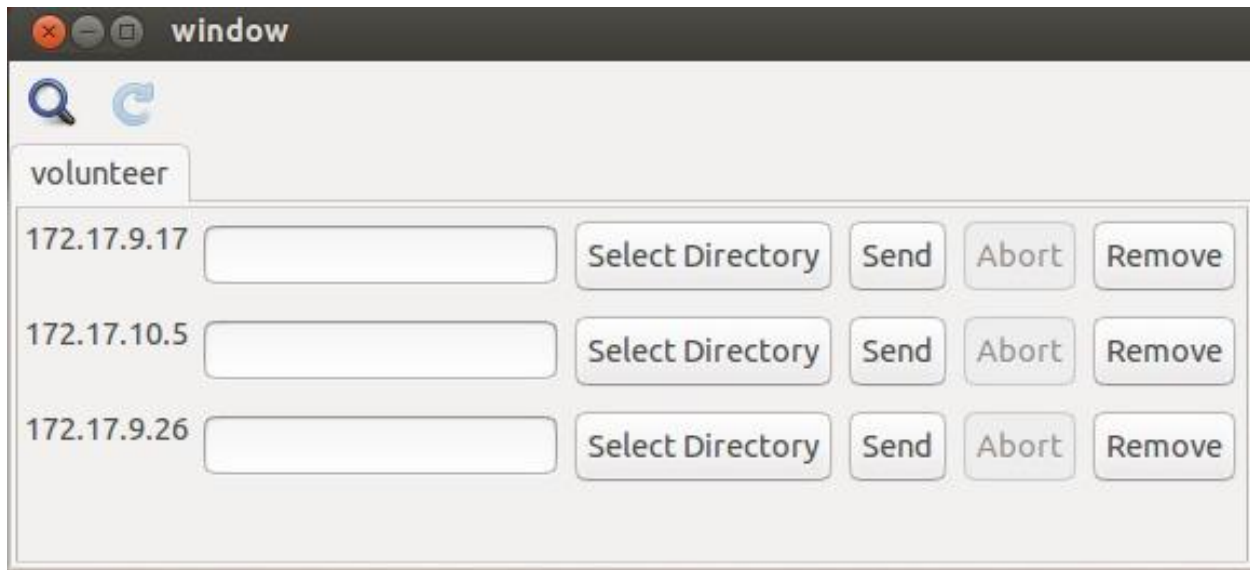 window
volunteer
172.17.9.17 Select Directory Send Abort Remove
172.17.10.5 Select Directory Send Abort Remove
172.17.9.26 Select Directory Send Abort Remove